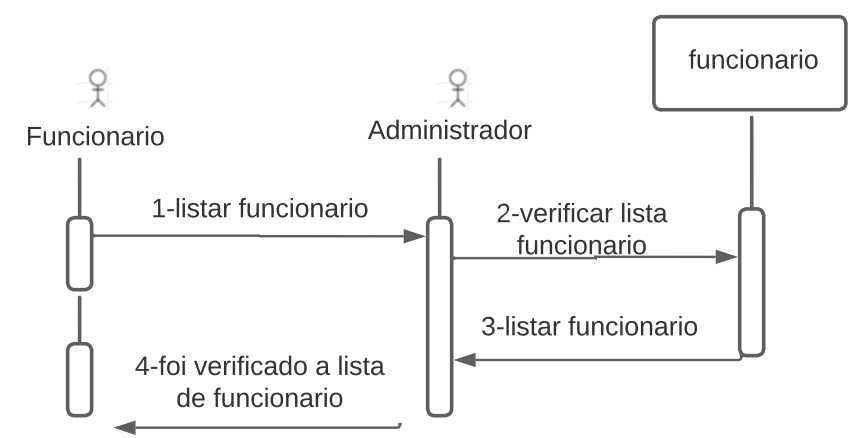 funcionario
Funcionario
Administrador
1-listar funcionario
2-verificar lista
funcionario
3-listar funcionario
4-foi verificado a lista
de funcionario